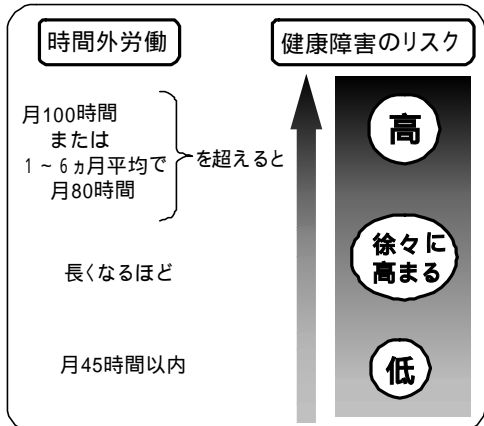 時間外労働
健康障害のリスク
月100時間
または
1~6ヵ月平均で
月80時間
を超えると
高
長くなるほど
徐々に
高まる
月45時間以内
低